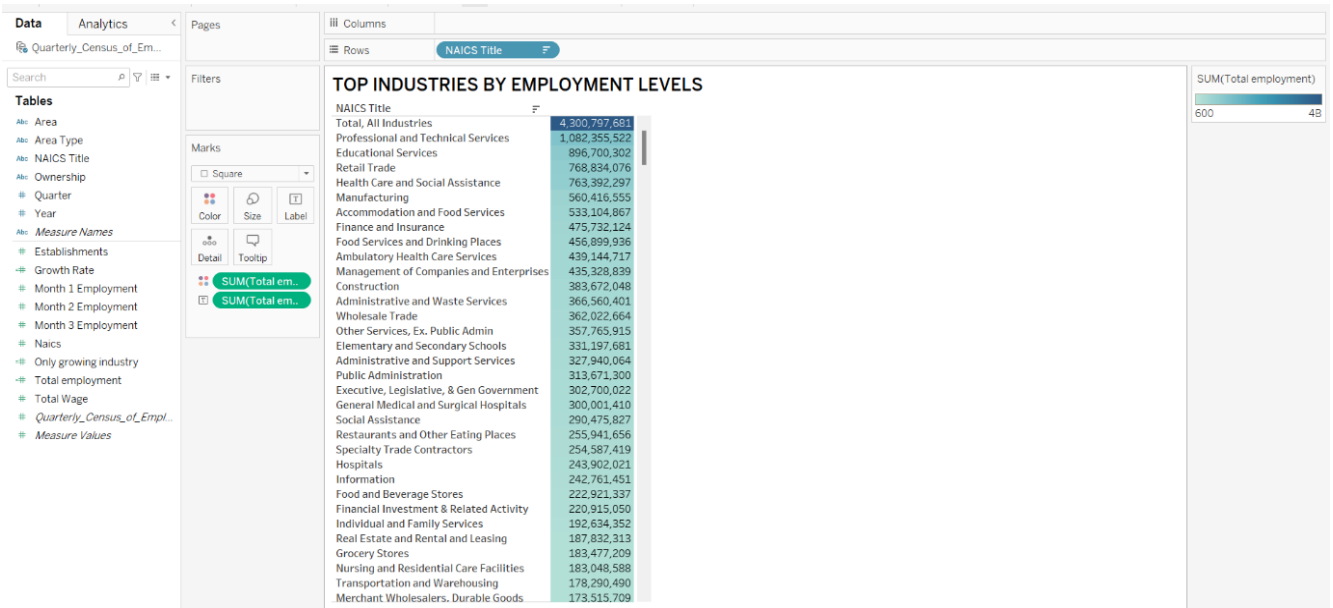 Data Analytics
Quarterly_Census_of_Em...
Search
Tables
Abc Area
Abc Area Type
Abc NAICS Title
Abc Ownership
# Quarter
# Year
Abc Measure Names
# Establishments
=# Growth Rate
# Month 1 Employment
# Month 2 Employment
# Month 3 Employment
# Naics
=# Only growing industry
=# Total employment
# Total Wage
# Quarterly_Census_of_Empl...
# Measure Values
Pages
Filters
Marks
Square
Color Size Label
Detail Tooltip
SUM(Total em..
SUM(Total em..
Columns
Rows NAICS Title
TOP INDUSTRIES BY EMPLOYMENT LEVELS
NAICS Title
Total, All Industries 4,300,797,681
Professional and Technical Services 1,082,355,522
Educational Services 896,700,302
Retail Trade 768,834,076
Health Care and Social Assistance 763,392,297
Manufacturing 560,416,555
Accommodation and Food Services 533,104,867
Finance and Insurance 475,732,124
Food Services and Drinking Places 456,899,936
Ambulatory Health Care Services 439,144,717
Management of Companies and Enterprises 435,328,839
Construction 383,672,048
Administrative and Waste Services 366,560,401
Wholesale Trade 362,022,664
Other Services, Ex. Public Admin 357,765,915
Elementary and Secondary Schools 331,197,681
Administrative and Support Services 327,940,064
Public Administration 313,671,300
Executive, Legislative, & Gen Government 302,700,022
General Medical and Surgical Hospitals 300,001,410
Social Assistance 290,475,827
Restaurants and Other Eating Places 255,941,656
Specialty Trade Contractors 254,587,419
Hospitals 243,902,021
Information 242,761,451
Food and Beverage Stores 222,921,337
Financial Investment & Related Activity 220,915,050
Individual and Family Services 192,634,352
Real Estate and Rental and Leasing 187,832,313
Grocery Stores 183,477,209
Nursing and Residential Care Facilities 183,048,588
Transportation and Warehousing 178,290,490
Merchant Wholesalers, Durable Goods 173,515,709
SUM(Total employment)
600 4B